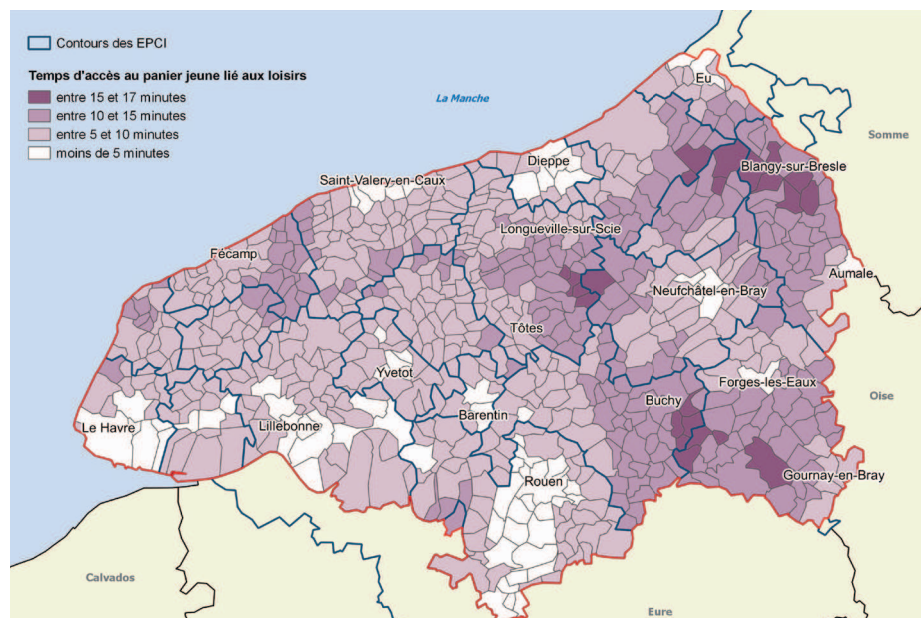 Contours des EPCI
Temps d'accès au panier jeune lié aux loisirs
entre 15 et 17 minutes
entre 10 et 15 minutes
entre 5 et 10 minutes
moins de 5 minutes
La Manche
Eu
Somme
Dieppe
Blangy-sur-Bresle
Saint-Valery-en-Caux
Longueville-sur-Scie
Fécamp
Aumale
Neufchâtel-en-Bray
Tôtes
Yvetot
Forges-les-Eaux
Buchy
Oise
Barentin
Le Havre
Lillebonne
Rouen
Gournay-en-Bray
Calvados
Eure